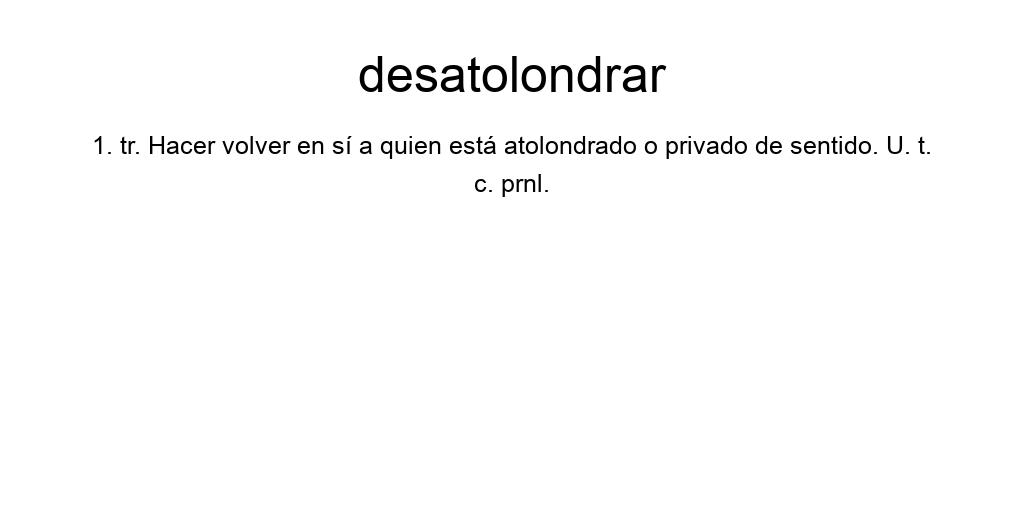 desatolondrar
1. tr. Hacer volver en sí a quien está atolondrado o privado de sentido. U. t.
c. prnl.